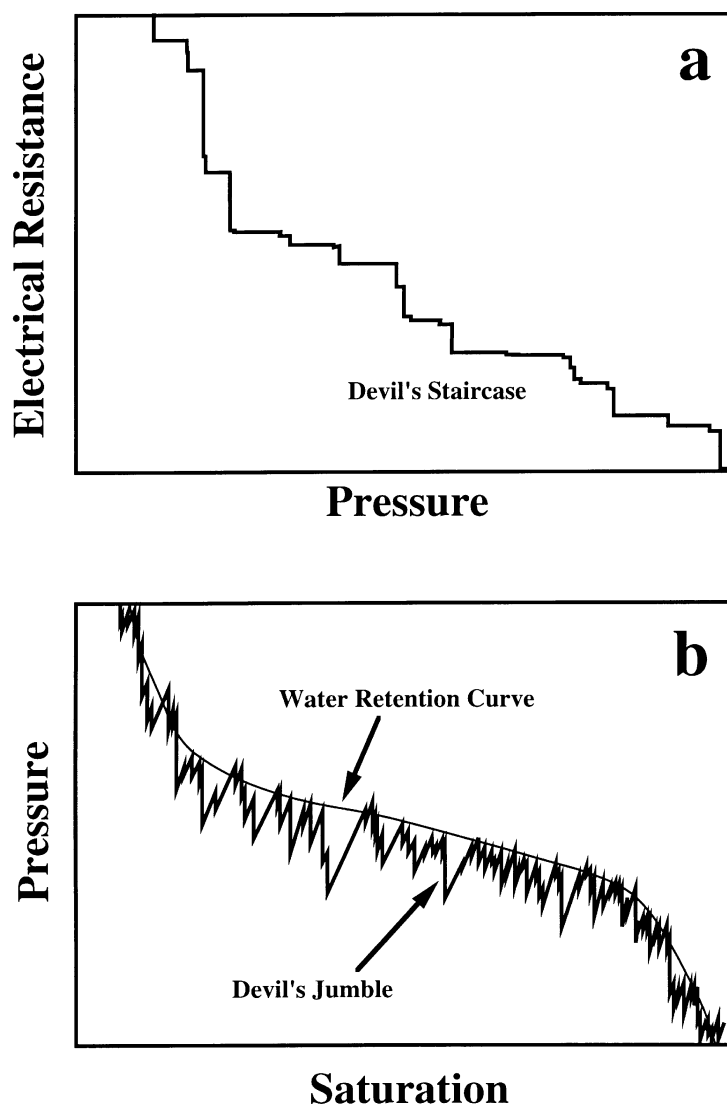 a
Electrical Resistance
Devil's Staircase
Pressure
b
Water Retention Curve
Pressure
Devil's Jumble
Saturation